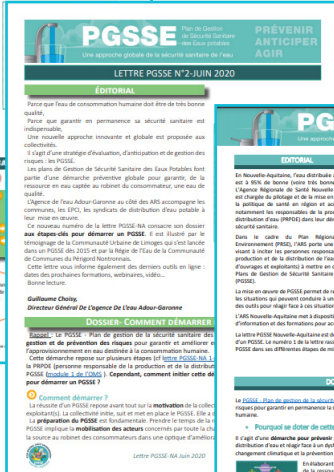 PGSSE
Plan de Gestion
de Sécurité Sanitaire
des Eaux potables
PRÉVENIR
ANTICIPER
AGIR
Une approche globale de la sécurité sanitaire de l'eau
LETTRE PGSSE N°2-JUIN 2020
ÉDITORIAL
Parce que l'eau de consommation humaine doit être de très bonne
qualité,
Parce que garantir en permanence sa sécurité sanitaire est
indispensable,
Une nouvelle approche innovante et globale est proposée aux
collectivités.
Il s'agit d'une stratégie d'évaluation, d'anticipation et de gestion des
risques : les PGSSE.
Les plans de Gestion de Sécurité Sanitaire des Eaux Potables font
partie d'une démarche préventive globale pour garantir, de la
ressource en eau captée au robinet du consommateur, une eau de
qualité.
L'Agence de l'eau Adour-Garonne au côté des ARS accompagne les
communes, les EPCI, les syndicats de distribution d'eau potable à
leur mise en œuvre.
Ce nouveau numéro de la lettre PGSSE-NA consacre son dossier
aux étapes-clés pour démarrer un PGSSE. Il est illustré par le
témoignage de la Communauté Urbaine de Limoges qui s'est lancée
dans un PGSSE dès 2015 et par la Régie de l'Eau de la Communauté
de Communes du Périgord Nontronnais.
Cette lettre vous informe également des derniers outils en ligne :
dates des prochaines formations, webinaires, vidéo...
Bonne lecture.
Guillaume Choisy,
Directeur Général De L'agence De L'eau Adour-Garonne
DOSSIER- COMMENT DÉMARRER
Rappel : Le PGSSE - Plan de gestion de la sécurité sanitaire des
gestion et de prévention des risques pour garantir et améliorer
l'approvisionnement en eau destinée à la consommation humaine.
Cette démarche repose sur plusieurs étapes (cf lettre PGSSE-NA 1-
la PRPDE (personne responsable de la production et de la distribut
PGSSE (module 1 de l'OMS ). Cependant, comment initier cette dé
pour démarrer un PGSSE ?
Comment démarrer ?
La réussite d'un PGSSE repose avant tout sur la motivation de la collec
exploitant(s). La collectivité initie, suit et met en place le PGSSE. Elle a
La préparation du PGSSE est fondamentale. Prendre le temps de la
PGSSE implique la mobilisation des acteurs concernés par toute la cha
la source au robinet des consommateurs dans une optique d'améliora
Lettre PGSSE-NA Juin 2020
PG
Une approche
EDITORIAL
En Nouvelle-Aquitaine, l'eau distribuée
est à 95% de bonne (voire très bonne
L'Agence Régionale de Santé Nouvelle
est chargée du pilotage et de la mise en
la politique de santé en région et
notamment les responsables de la produ
distribution d'eau (PRPDE) dans leur dém
sécurité sanitaire.
Dans le cadre du Plan Régional
Environnement (PRSE), l'ARS porte une
visant à inciter les personnes responsa
production et de la distribution de l'eau
d'ouvrages et exploitants) à mettre en
Plans de Gestion de Sécurité Sanitaire
(PGSSE).
La mise en œuvre de PGSSE permet de re
les situations qui peuvent conduire à un
des outils pour réagir face à ces situation
L'ARS Nouvelle-Aquitaine met à dispositi
d'information et des formations pour acc
La lettre PGSSE Nouvelle-Aquitaine est d
d'un PGSSE. Le numéro 1 de la lettre
PGSSE dans ses différentes étapes de mi
DO
Le PGSSE - Plan de gestion de la sécurité
risques pour garantir en permanence la
humaine.
Pourquoi se doter de cette
Il s'agit d'une démarche pour prévenir
distribution d'eau et réagir face à un dysf
changement climatique et la prévention